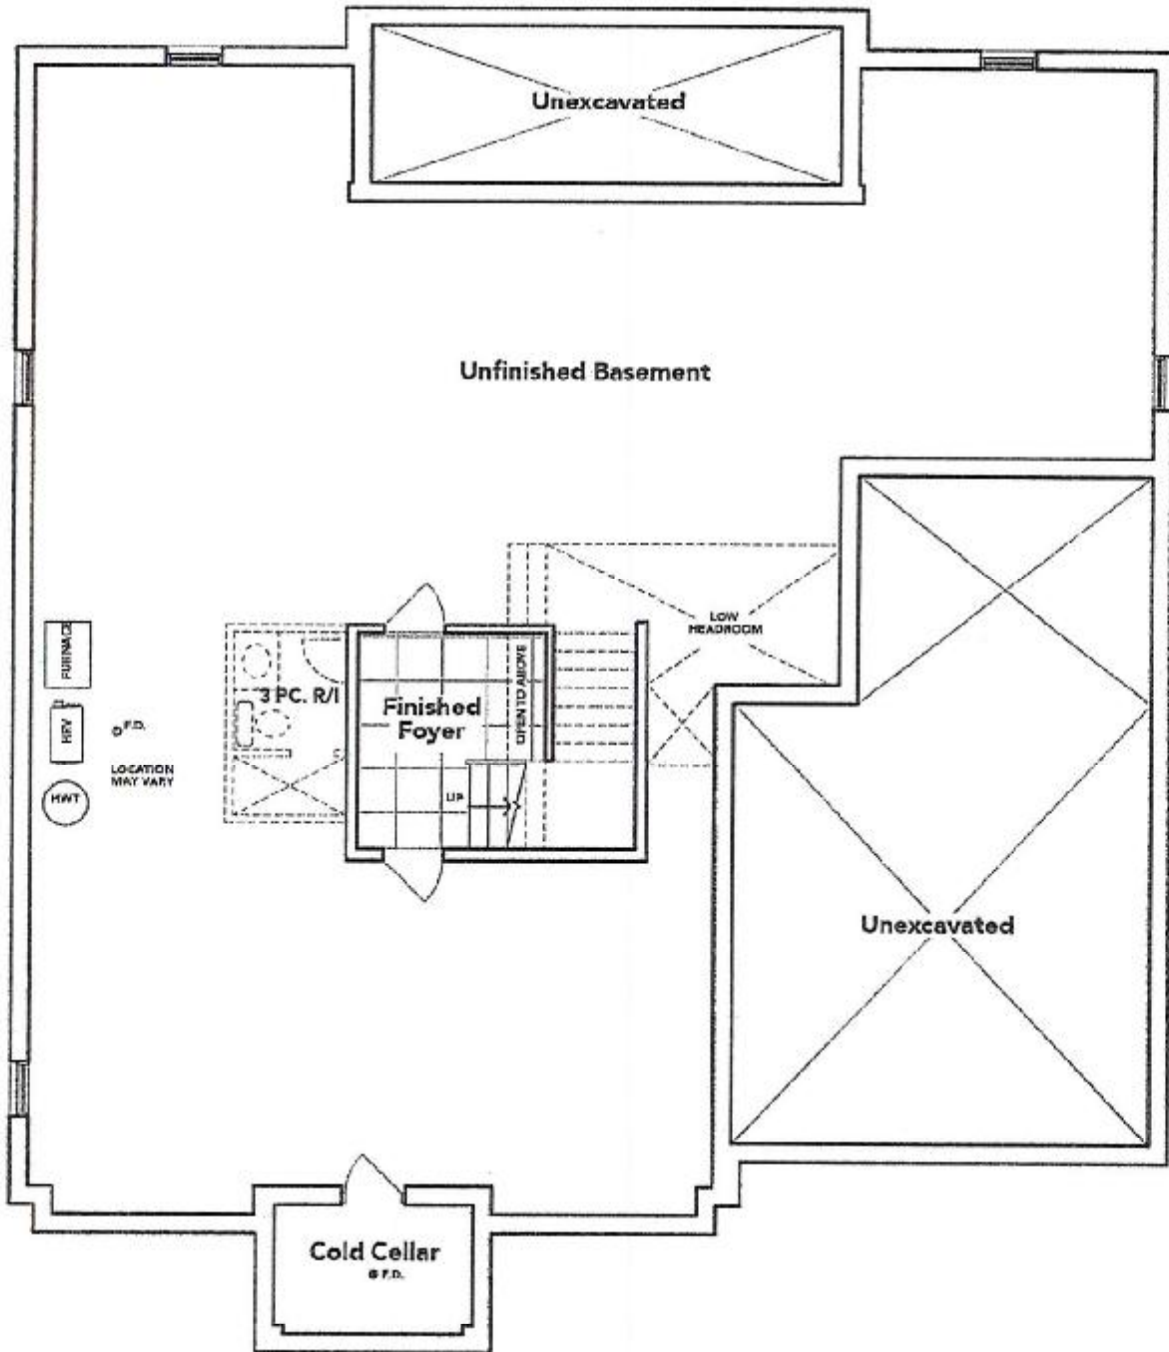 Unexcavated
Unfinished Basement
LOW
HEADROOM
FURNACE
3 PC. R/I
OPEN TO ABOVE
Finished
Foyer
HRV
F.D.
LOCATION
MAY VARY
HWT
UP
Unexcavated
Cold Cellar
F.D.